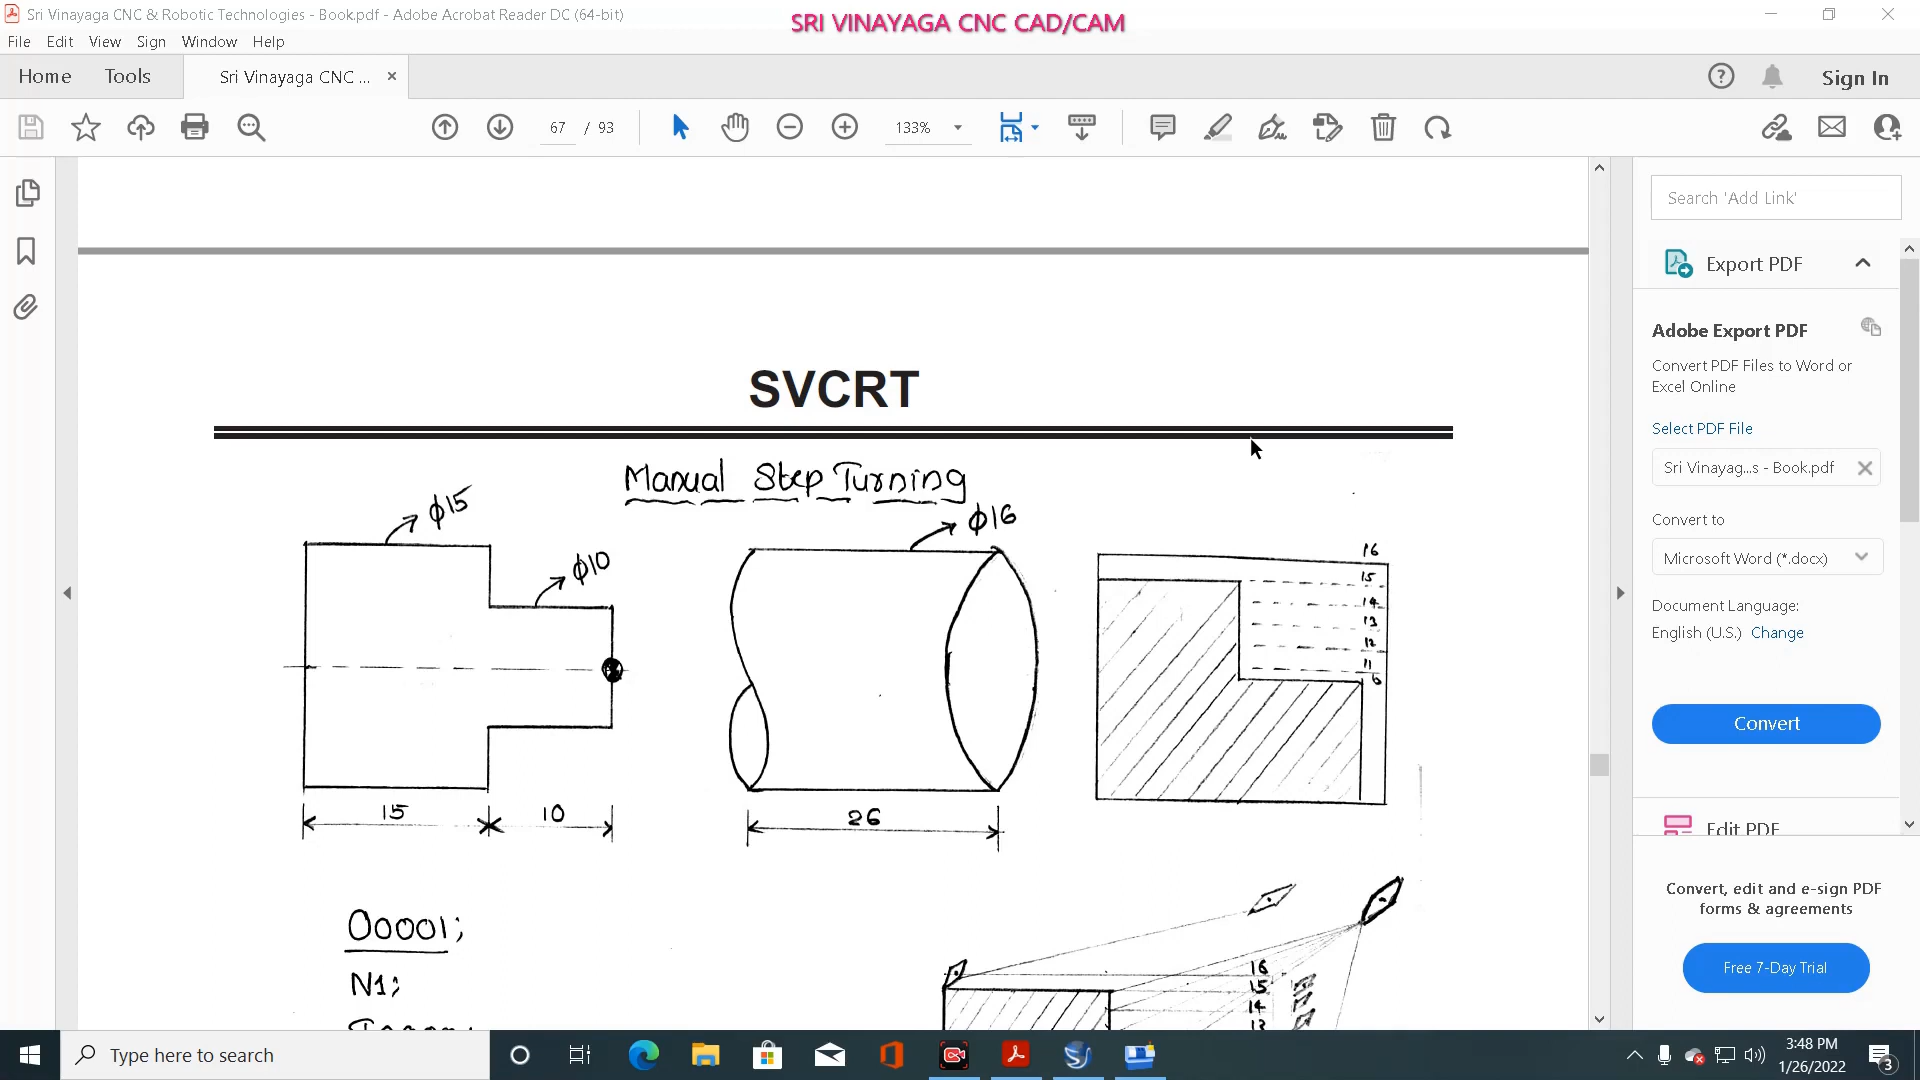 Sri Vinayaga CNC & Robotic Technologies - Book.pdf - Adobe Acrobat Reader DC (64-bit)
SRI VINAYAGA CNC CAD/CAM
File Edit View Sign Window Help
Home Tools Sri Vinayaga CNC ... × Sign In
67 / 93 133%
Search 'Add Link'
Export PDF
Adobe Export PDF
Convert PDF Files to Word or
Excel Online
Select PDF File
Sri Vinayag...s - Book.pdf
Convert to
Microsoft Word (*.docx)
Document Language:
English (U.S.) Change
Convert
Edit PDF
Convert, edit and e-sign PDF
forms & agreements
Free 7-Day Trial
SVCRT
Manual Step Turning
ϕ15
ϕ10
15 10
ϕ16
26
16
15
14
13
12
11
O0001;
N1;
16
15
14
13
Type here to search
3:48 PM
1/26/2022
3